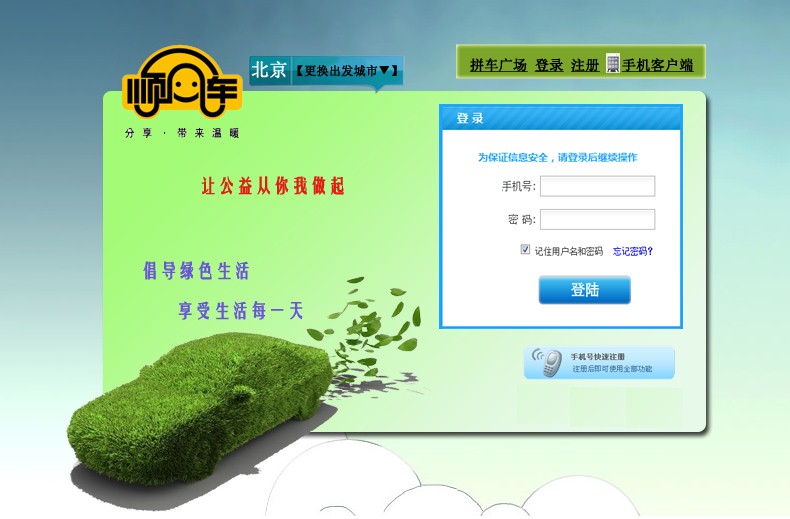 顺风车
分享·带来温暖
北京【更换出发城市▼】
拼车广场 登录 注册 手机客户端
登录
为保证信息安全，请登录后继续操作
手机号:
密 码:
记住用户名和密码 忘记密码?
登陆
手机号快速注册
注册后即可使用全部功能
让公益从你我做起
倡导绿色生活
享受生活每一天